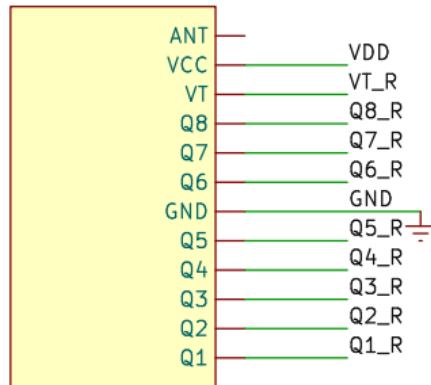 ANT
VCC VDD
VT VT_R
Q8 Q8_R
Q7 Q7_R
Q6 Q6_R
GND GND
Q5 Q5_R
Q4 Q4_R
Q3 Q3_R
Q2 Q2_R
Q1 Q1_R